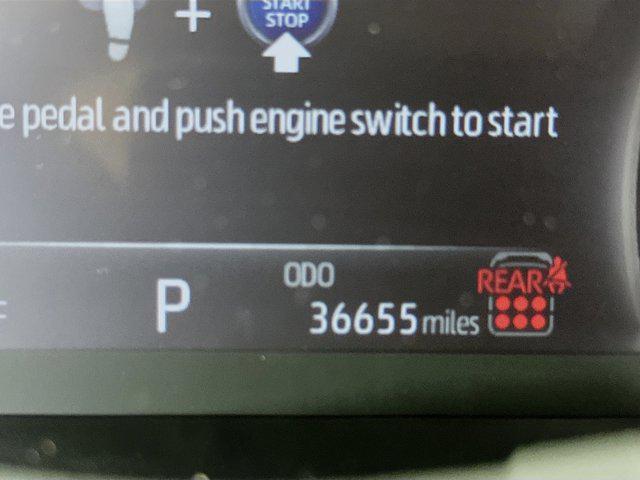 START
STOP
pedal and push engine switch to start
ODO
P
36655 miles
REAR